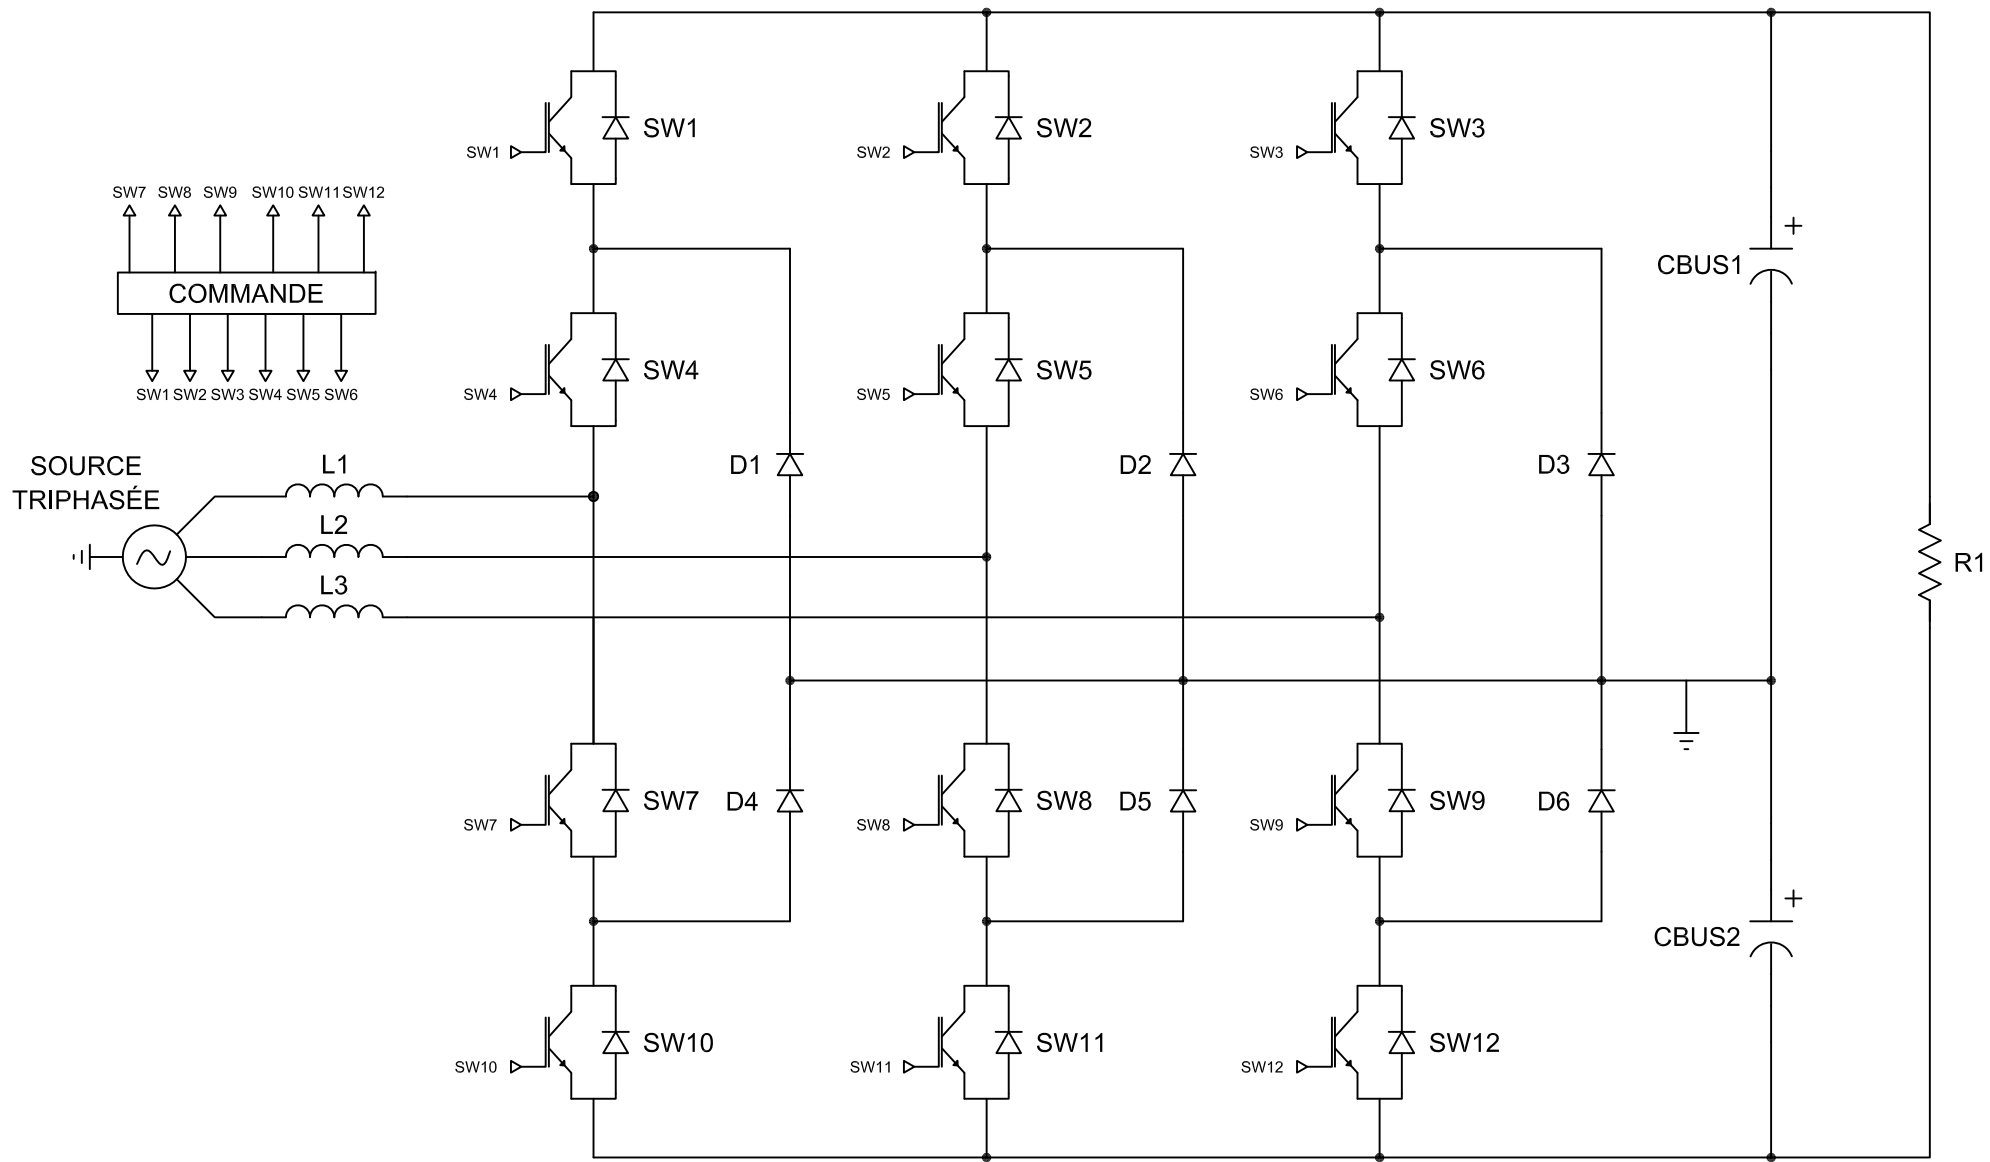 SW1
SW1
SW2
SW2
SW3
SW3
SW7 SW8 SW9 SW10 SW11 SW12
COMMANDE
SW1 SW2 SW3 SW4 SW5 SW6
CBUS1
+
SW4
SW4
SW5
SW5
SW6
SW6
SOURCE
TRIPHASÉE
L1
L2
L3
D1
D2
D3
R1
SW7
SW7
D4
SW8
SW8
D5
SW9
SW9
D6
+
CBUS2
SW10
SW10
SW11
SW11
SW12
SW12